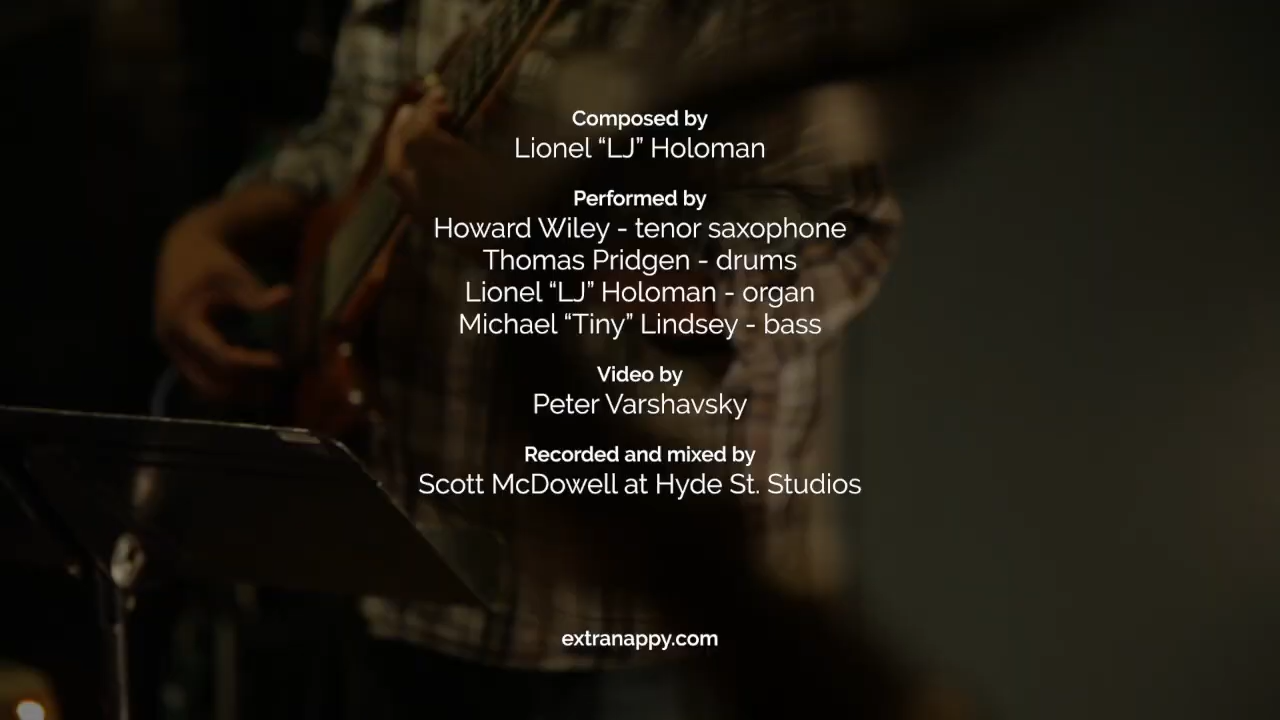 Composed by
Lionel “LJ” Holoman
Performed by
Howard Wiley - tenor saxophone
Thomas Pridgen - drums
Lionel “LJ” Holoman - organ
Michael “Tiny” Lindsey - bass
Video by
Peter Varshavsky
Recorded and mixed by
Scott McDowell at Hyde St. Studios
extranappy.com